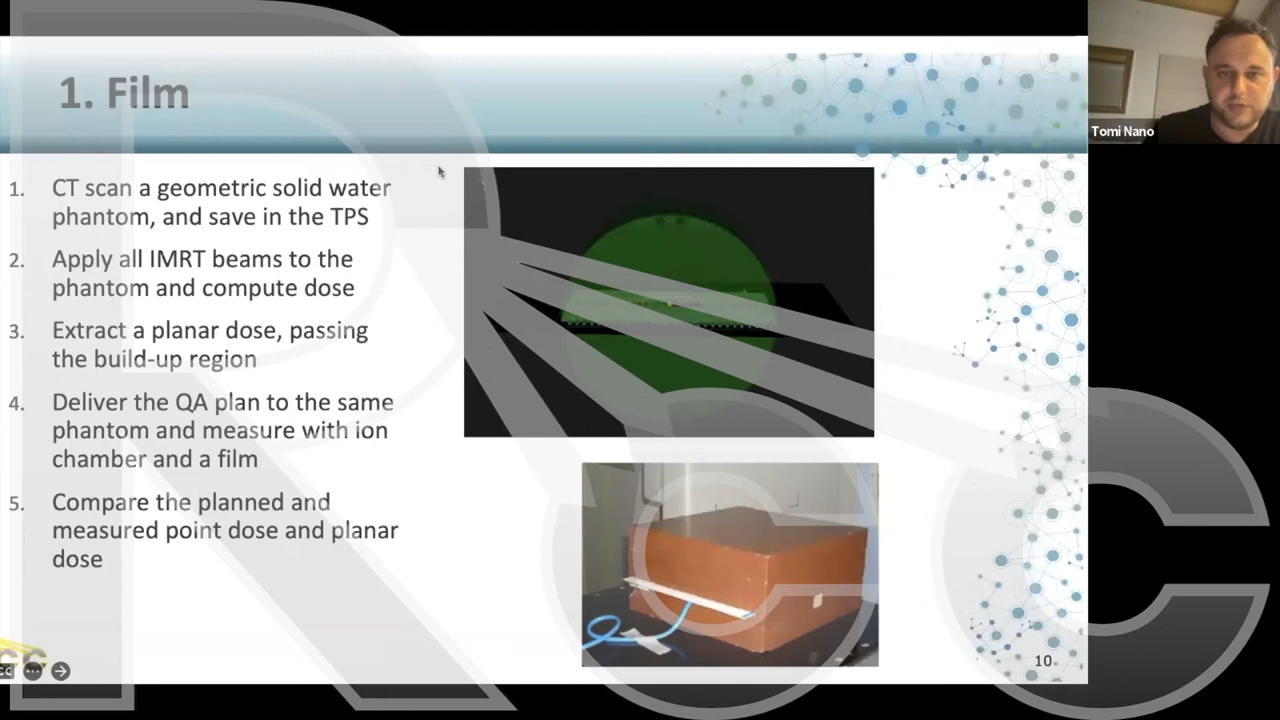 1. Film
Tomi Nano
1. CT scan a geometric solid water
phantom, and save in the TPS
2. Apply all IMRT beams to the
phantom and compute dose
3. Extract a planar dose, passing
the build-up region
4. Deliver the QA plan to the same
phantom and measure with ion
chamber and a film
5. Compare the planned and
measured point dose and planar
dose
10
RCC